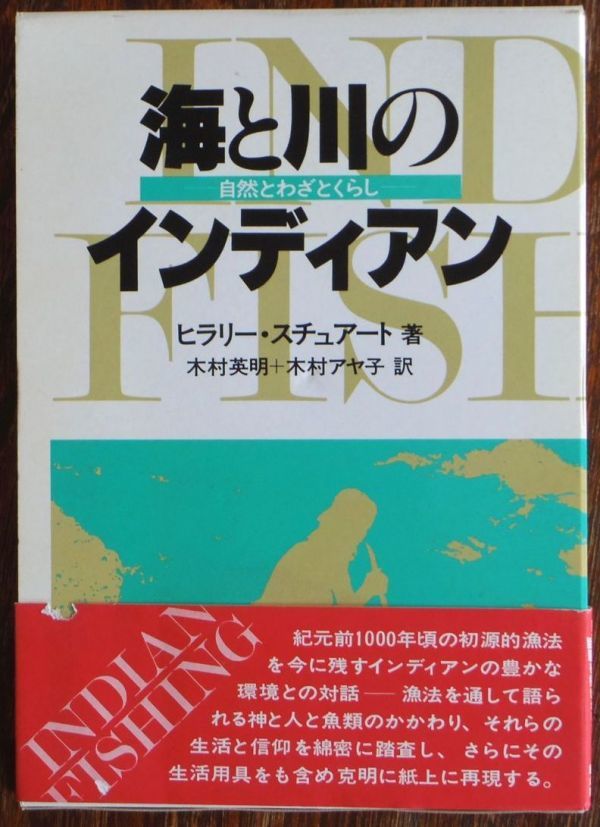 IND
FISH
海と川の
自然とわざとくらし
インディアン
ヒラリー・スチュアート 著
木村英明+木村アヤ子 訳
INDIAN
FISHING
紀元前1000年頃の初源的漁法
を今に残すインディアンの豊かな
環境との対話──漁法を通して語ら
れる神と人と魚類のかかわり、それらの
生活と信仰を綿密に踏査し、さらにその
生活用具をも含め克明に紙上に再現する。